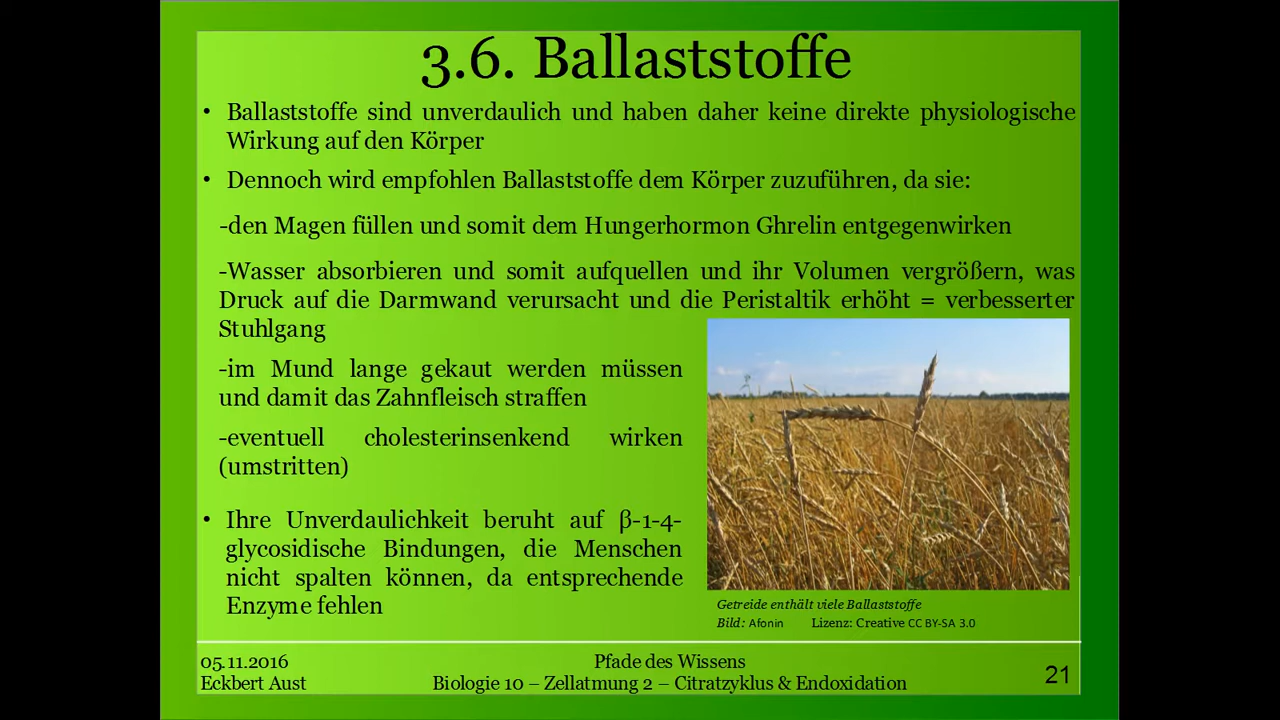 3.6. Ballaststoffe
• Ballaststoffe sind unverdaulich und haben daher keine direkte physiologische
Wirkung auf den Körper
• Dennoch wird empfohlen Ballaststoffe dem Körper zuzuführen, da sie:
-den Magen füllen und somit dem Hungerhormon Ghrelin entgegenwirken
-Wasser absorbieren und somit aufquellen und ihr Volumen vergrößern, was
Druck auf die Darmwand verursacht und die Peristaltik erhöht = verbesserter
Stuhlgang
-im Mund lange gekaut werden müssen
und damit das Zahnfleisch straffen
-eventuell cholesterinsenkend wirken
(umstritten)
• Ihre Unverdaulichkeit beruht auf β-1-4-
glycosidische Bindungen, die Menschen
nicht spalten können, da entsprechende
Enzyme fehlen
Getreide enthält viele Ballaststoffe
Bild: Afonin Lizenz: Creative CC BY-SA 3.0
05.11.2016
Eckbert Aust
Pfade des Wissens
Biologie 10 – Zellatmung 2 – Citratzyklus & Endoxidation
21